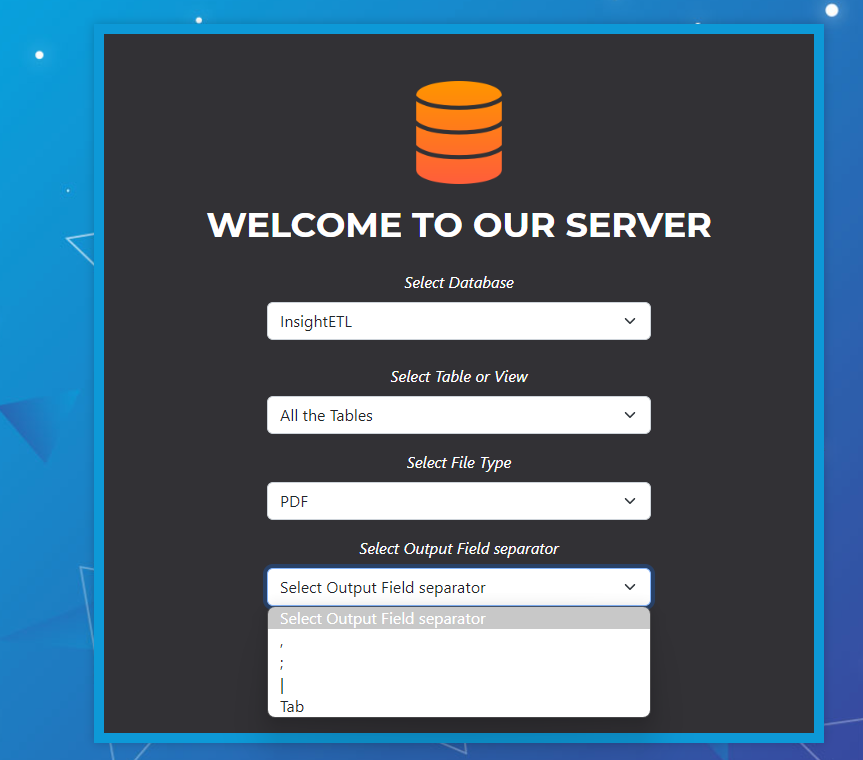 WELCOME TO OUR SERVER
Select Database
InsightETL
Select Table or View
All the Tables
Select File Type
PDF
Select Output Field separator
Select Output Field separator
Select Output Field separator
,
;
|
Tab